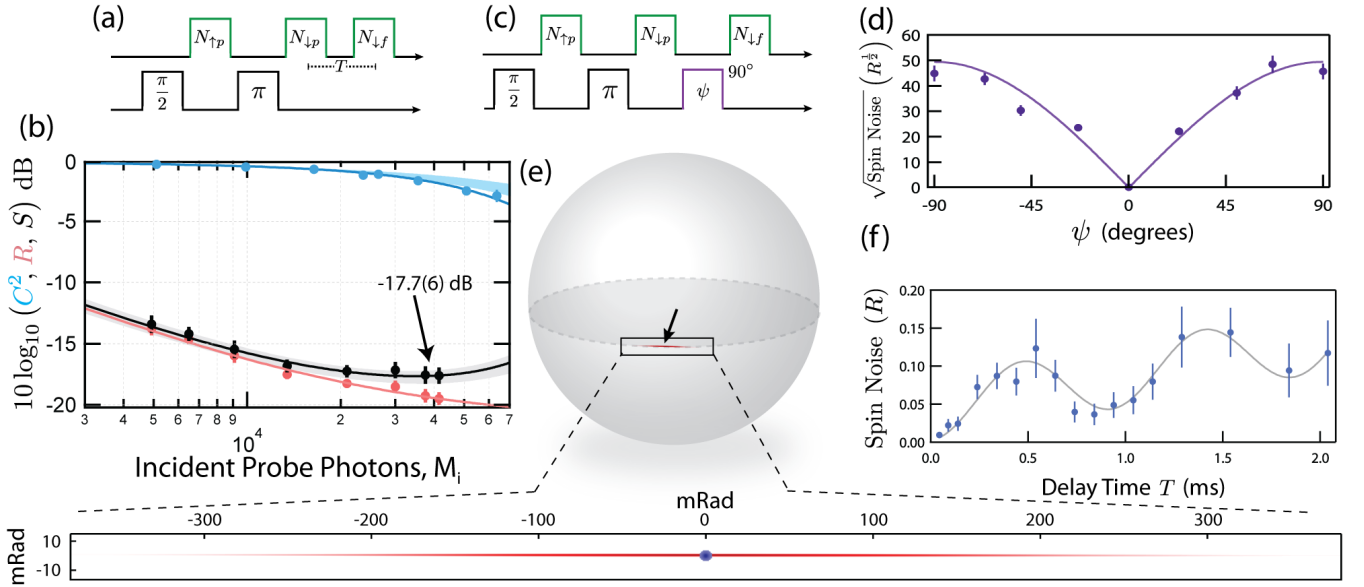 (a)
N↑p
N↓p
N↓f
T
π/2
π
(c)
N↑p
N↓p
N↓f
π/2
π
ψ
90°
(b)
10 log10 (C², R, S) dB
0
-5
-10
-15
-20
-17.7(6) dB
3 4 5 6 7 8 9 10⁴ 2 3 4 5 6 7
Incident Probe Photons, Mi
(e)
(d)
√Spin Noise (R^½)
60
50
40
30
20
10
0
-90 -45 0 45 90
ψ (degrees)
(f)
Spin Noise (R)
0.20
0.15
0.10
0.05
0.00
0.0 0.5 1.0 1.5 2.0
Delay Time T (ms)
mRad
-300 -200 -100 0 100 200 300
mRad
10
-10